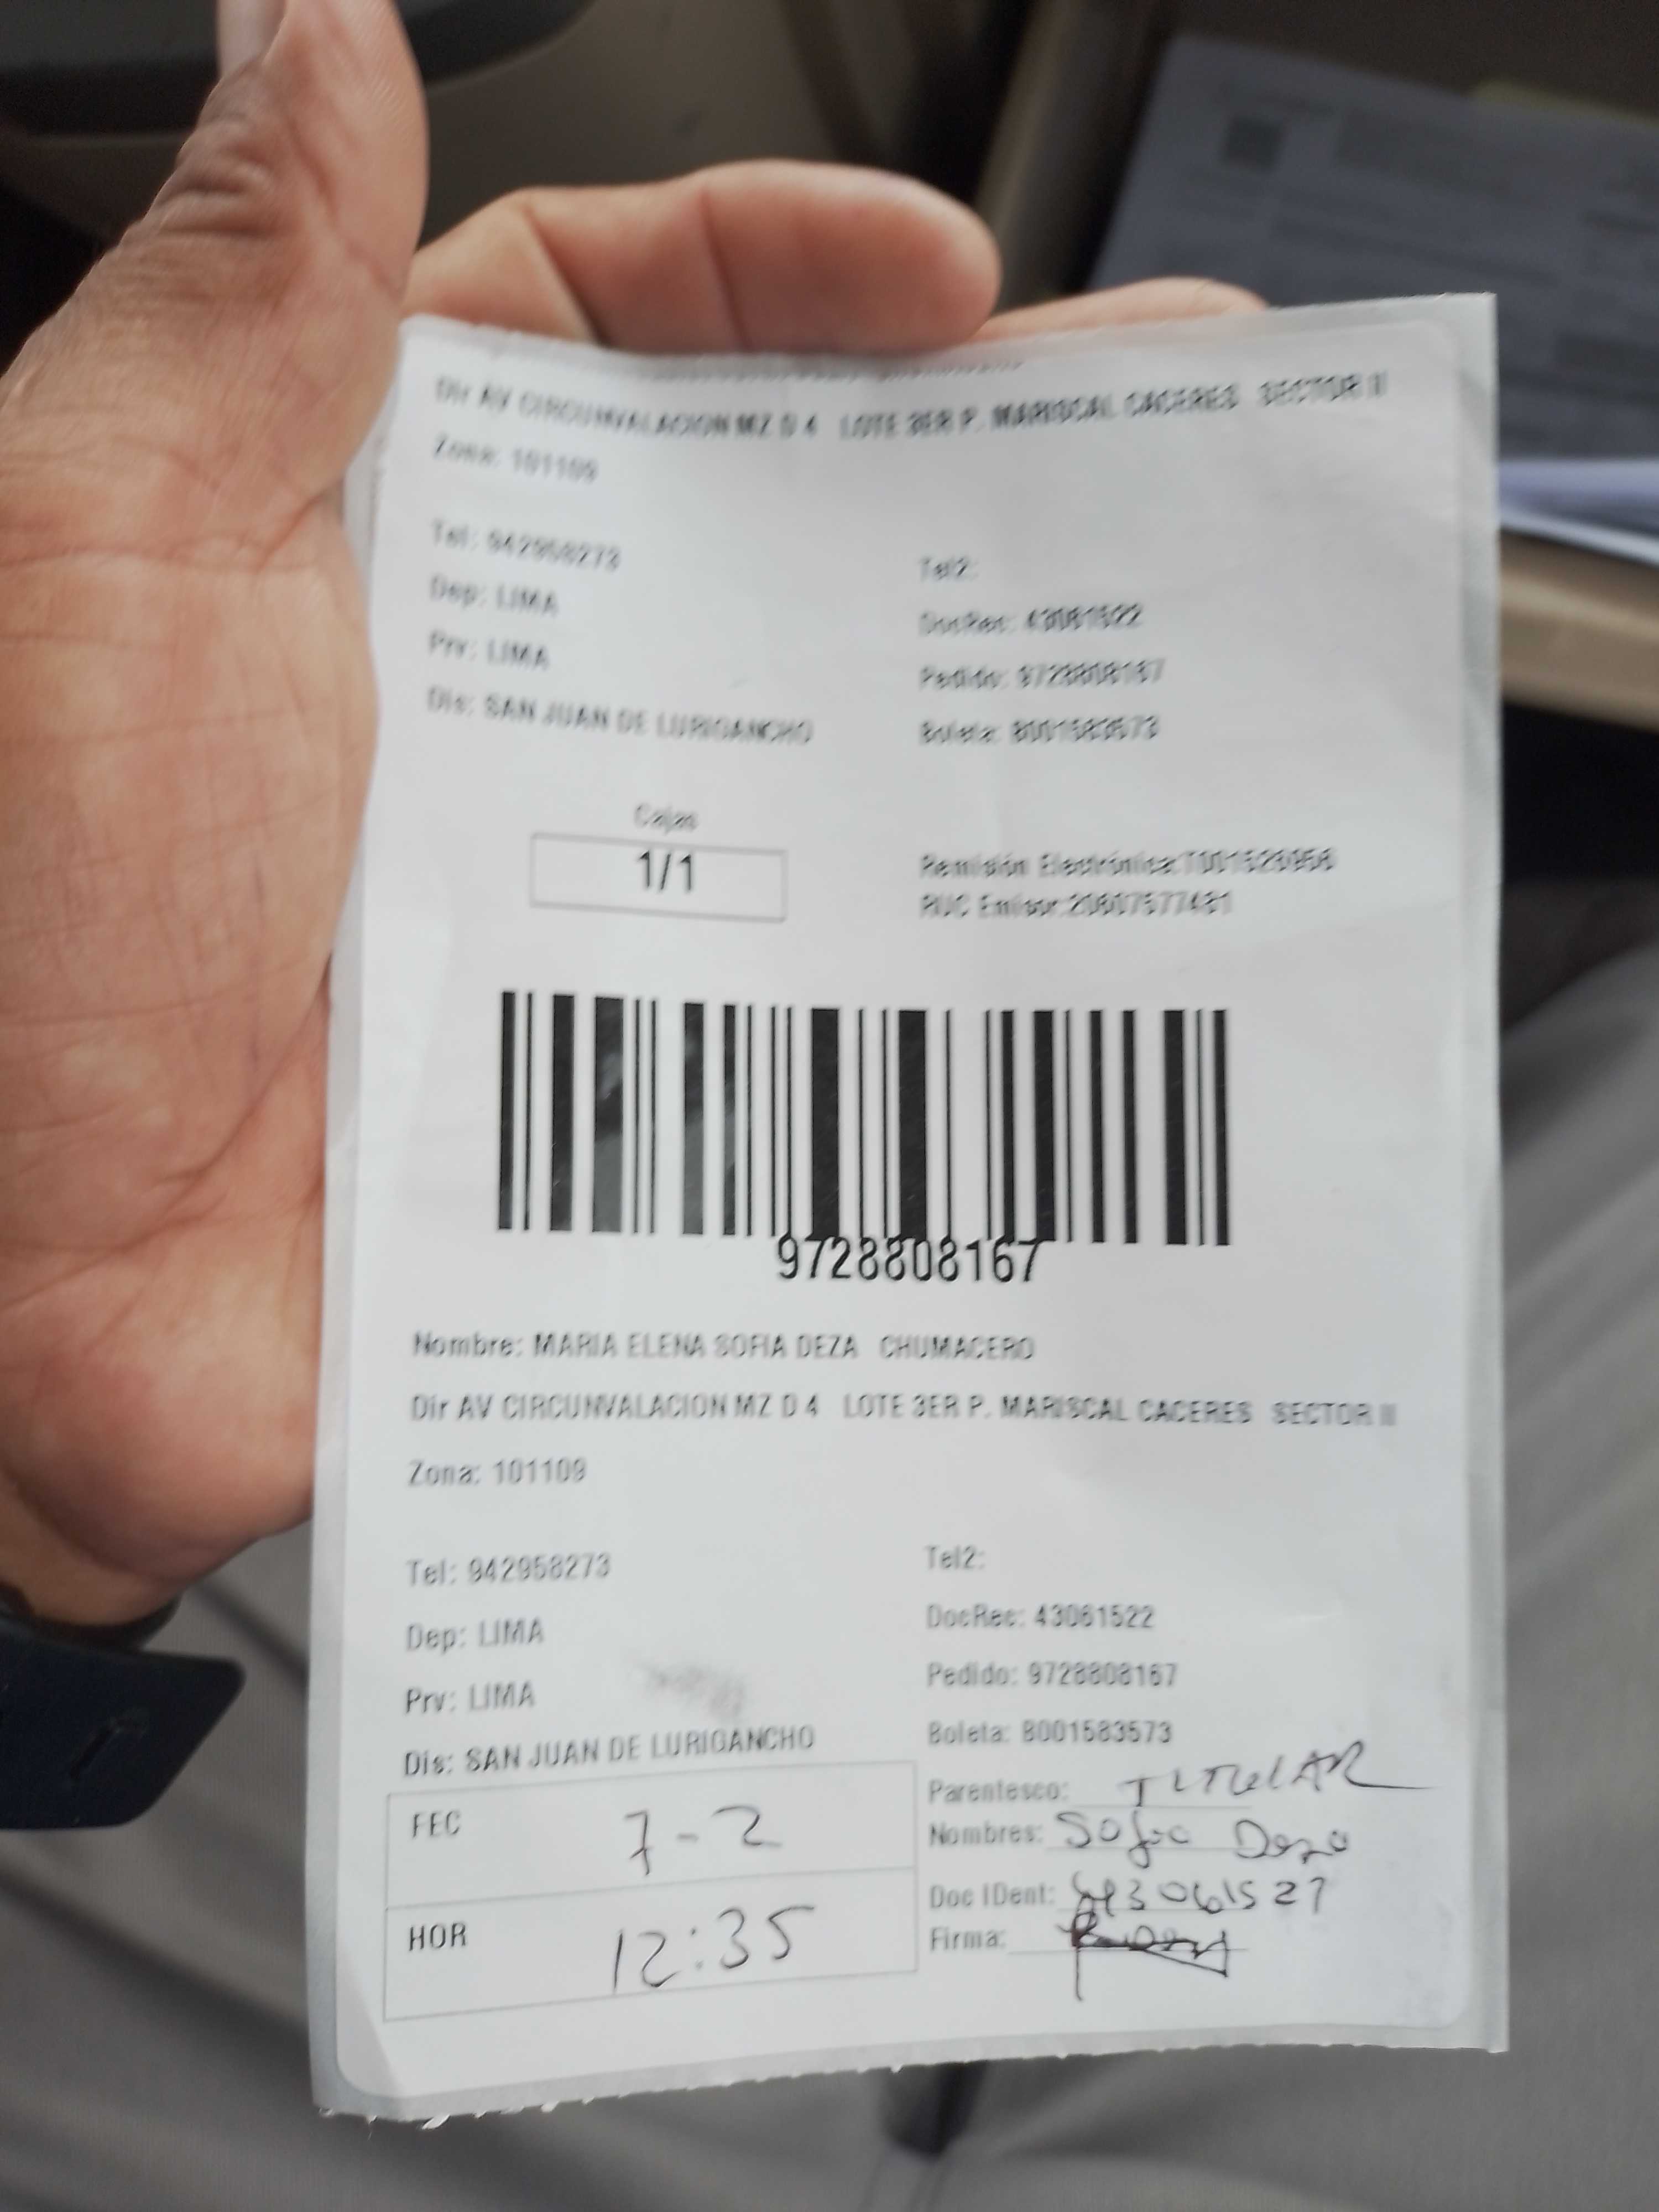 Dir AV CIRCUNVALACION MZ D 4 LOTE 3ER P. MARISCAL CACERES SECTOR II
Zona: 101109
Tel: 942958273
Tel2:
Dep: LIMA
DocRec: 43061522
Prv: LIMA
Pedido: 9728808167
Dis: SAN JUAN DE LURIGANCHO
Boleta: B001583573
Cajas
1/1
Remisión Electrónica:
RUC Emisor:20607577431
9728808167
Nombre: MARIA ELENA SOFIA DEZA CHUMACERO
Dir AV CIRCUNVALACION MZ D 4 LOTE 3ER P. MARISCAL CACERES SECTOR II
Zona: 101109
Tel: 942958273
Tel2:
Dep: LIMA
DocRec: 43061522
Prv: LIMA
Pedido: 9728808167
Dis: SAN JUAN DE LURIGANCHO
Boleta: B001583573
FEC 7-2
HOR 12:35
Parentesco: TITULAR
Nombres: Sofia Deza
Doc IDent:
Firma: